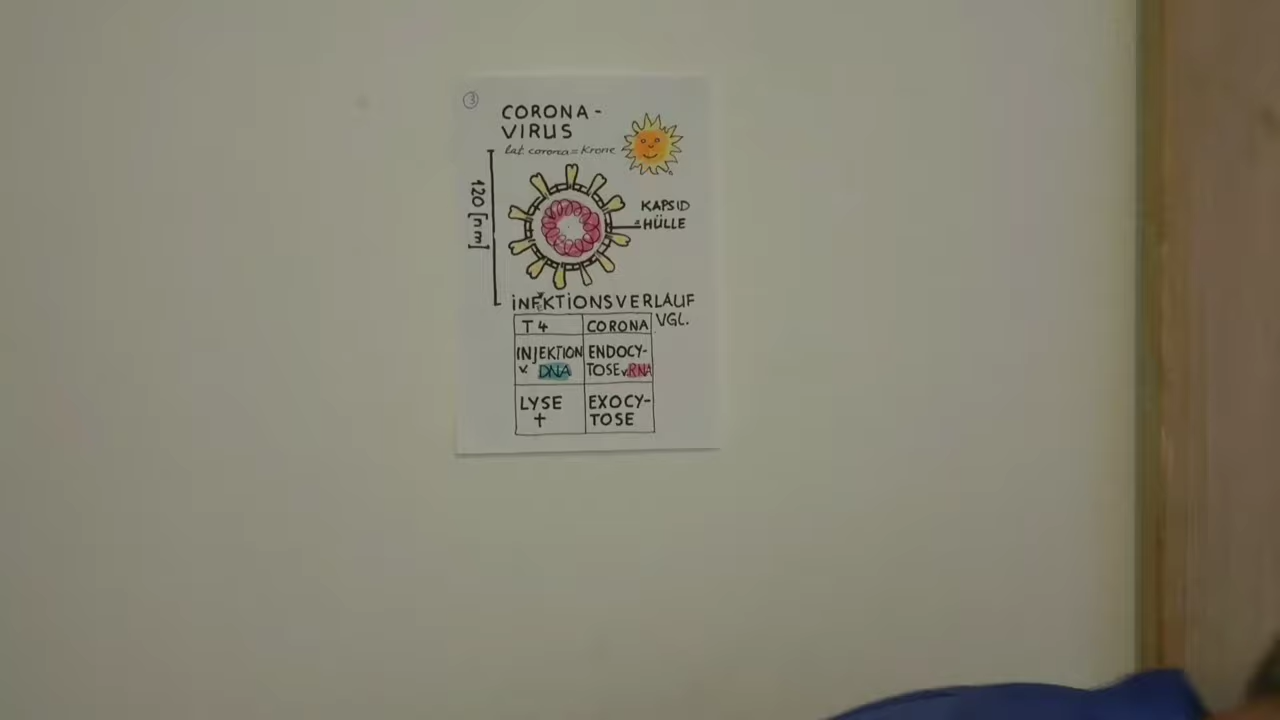 3
CORONA-
VIRUS
lat. corona = Krone
120 [nm]
KAPSID
= HÜLLE
INFEKTIONSVERLAUF
VGL.
T4 CORONA
INJEKTION ENDOCY-
v. DNA TOSE v. RNA
LYSE EXOCY-
† TOSE